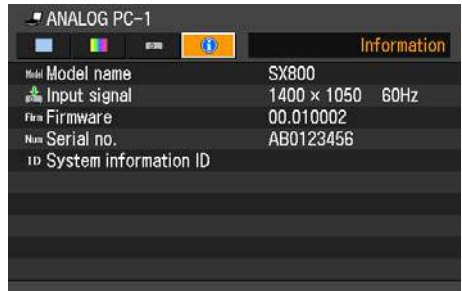 ANALOG PC-1
Information
Model Model name SX800
Input signal 1400 × 1050 60Hz
Firm Firmware 00.010002
Num Serial no. AB0123456
ID System information ID